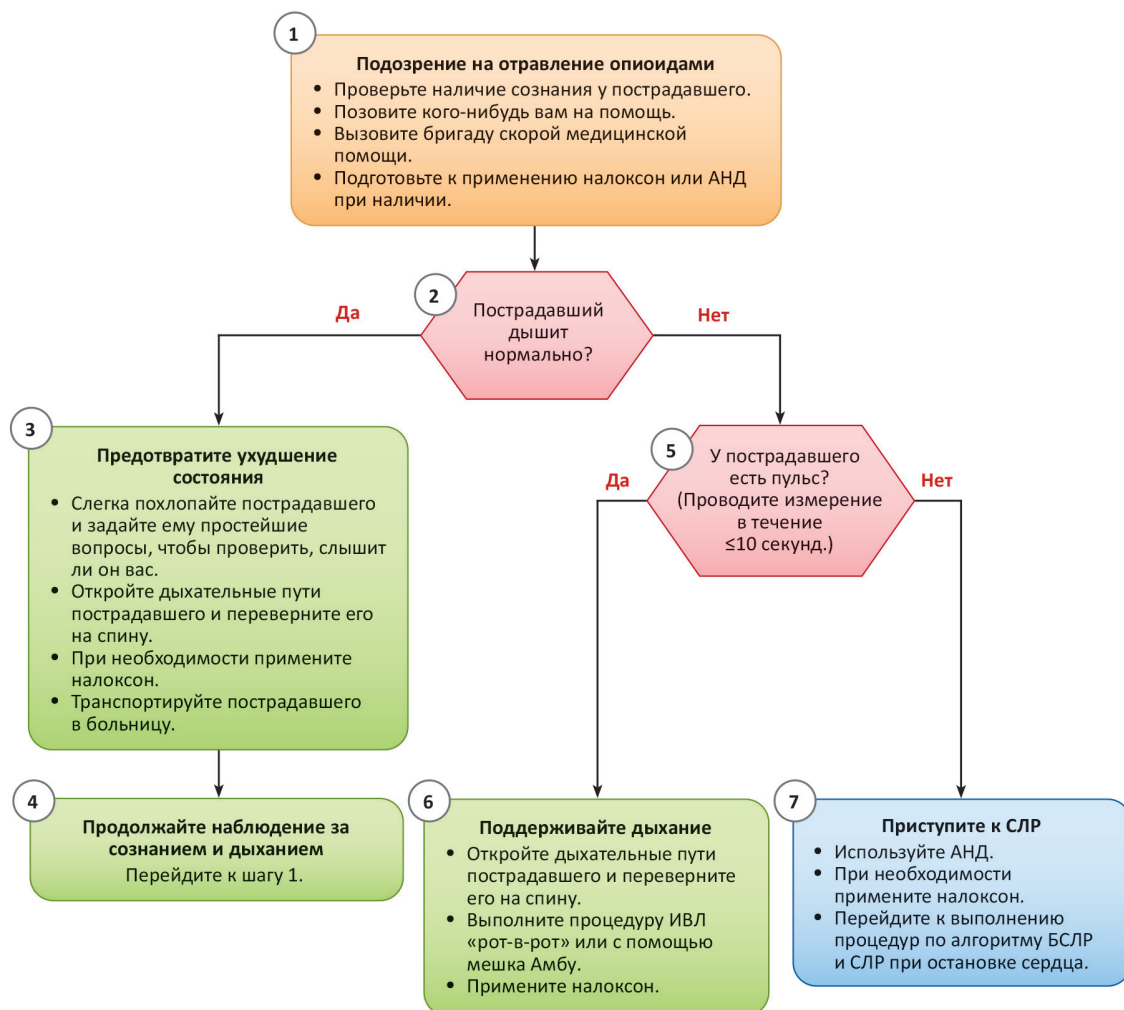 1
Подозрение на отравление опиоидами
• Проверьте наличие сознания у пострадавшего.
• Позовите кого-нибудь вам на помощь.
• Вызовите бригаду скорой медицинской
помощи.
• Подготовьте к применению налоксон или АНД
при наличии.
2
Пострадавший
дышит
нормально?
Да
Нет
3
Предотвратите ухудшение
состояния
• Слегка похлопайте пострадавшего
и задайте ему простейшие
вопросы, чтобы проверить, слышит
ли он вас.
• Откройте дыхательные пути
пострадавшего и переверните его
на спину.
• При необходимости примените
налоксон.
• Транспортируйте пострадавшего
в больницу.
5
У пострадавшего
есть пульс?
(Проводите измерение
в течение
≤10 секунд.)
Да
Нет
4
Продолжайте наблюдение за
сознанием и дыханием
Перейдите к шагу 1.
6
Поддерживайте дыхание
• Откройте дыхательные пути
пострадавшего и переверните
его на спину.
• Выполните процедуру ИВЛ
«рот-в-рот» или с помощью
мешка Амбу.
• Примените налоксон.
7
Приступите к СЛР
• Используйте АНД.
• При необходимости
примените налоксон.
• Перейдите к выполнению
процедур по алгоритму БСЛР
и СЛР при остановке сердца.